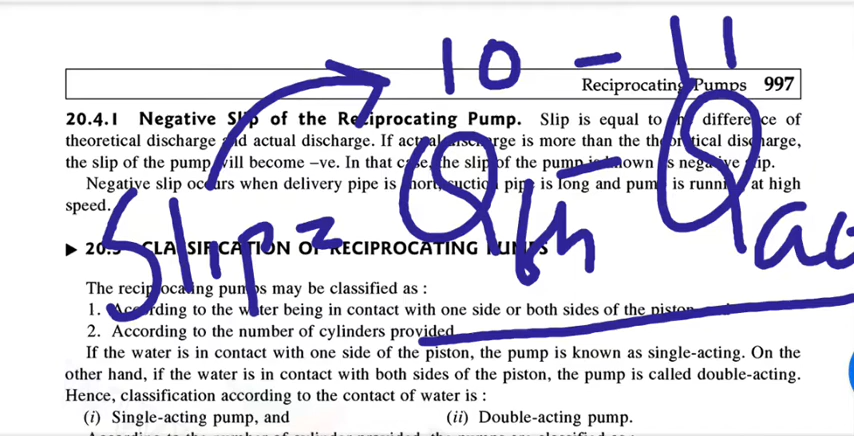 10 - 11
Reciprocating Pumps 997
20.4.1 Negative Slip of the Reciprocating Pump. Slip is equal to the difference of
theoretical discharge and actual discharge. If actual discharge is more than the theoretical discharge,
the slip of the pump will become –ve. In that case, the slip of the pump is known as negative slip.
Negative slip occurs when delivery pipe is short, suction pipe is long and pump is running at high
speed.
Slip = Qth - Qac
▶ 20.5 CLASSIFICATION OF RECIPROCATING PUMPS
The reciprocating pumps may be classified as :
1. According to the water being in contact with one side or both sides of the piston, and
2. According to the number of cylinders provided
If the water is in contact with one side of the piston, the pump is known as single-acting. On the
other hand, if the water is in contact with both sides of the piston, the pump is called double-acting.
Hence, classification according to the contact of water is :
(i) Single-acting pump, and (ii) Double-acting pump.